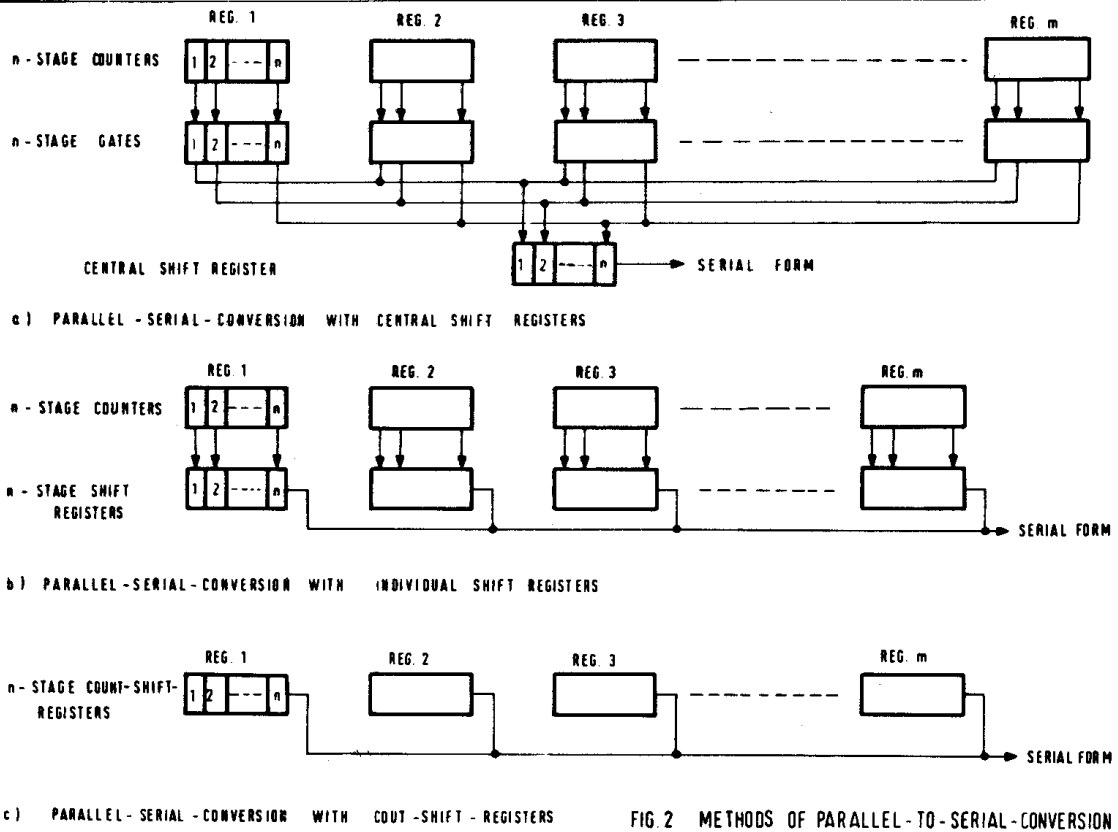 REG. 1 REG. 2 REG. 3 REG. m
n - STAGE COUNTERS 1 2 n
n - STAGE GATES 1 2 n
CENTRAL SHIFT REGISTER 1 2 n SERIAL FORM
a) PARALLEL - SERIAL - CONVERSION WITH CENTRAL SHIFT REGISTERS
REG. 1 REG. 2 REG. 3 REG. m
n - STAGE COUNTERS 1 2 n
n - STAGE SHIFT 1 2 n
REGISTERS
SERIAL FORM
b) PARALLEL - SERIAL - CONVERSION WITH INDIVIDUAL SHIFT REGISTERS
REG. 1 REG. 2 REG. 3 REG. m
n - STAGE COUNT-SHIFT- 1 2 n
REGISTERS
SERIAL FORM
c) PARALLEL - SERIAL - CONVERSION WITH COUT - SHIFT - REGISTERS
FIG. 2 METHODS OF PARALLEL - TO - SERIAL - CONVERSION